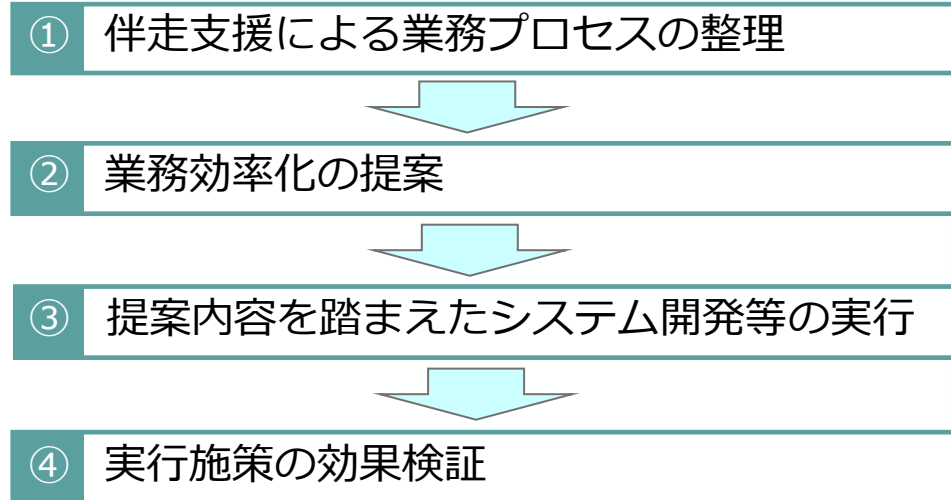 ① 伴走支援による業務プロセスの整理
② 業務効率化の提案
③ 提案内容を踏まえたシステム開発等の実行
④ 実行施策の効果検証